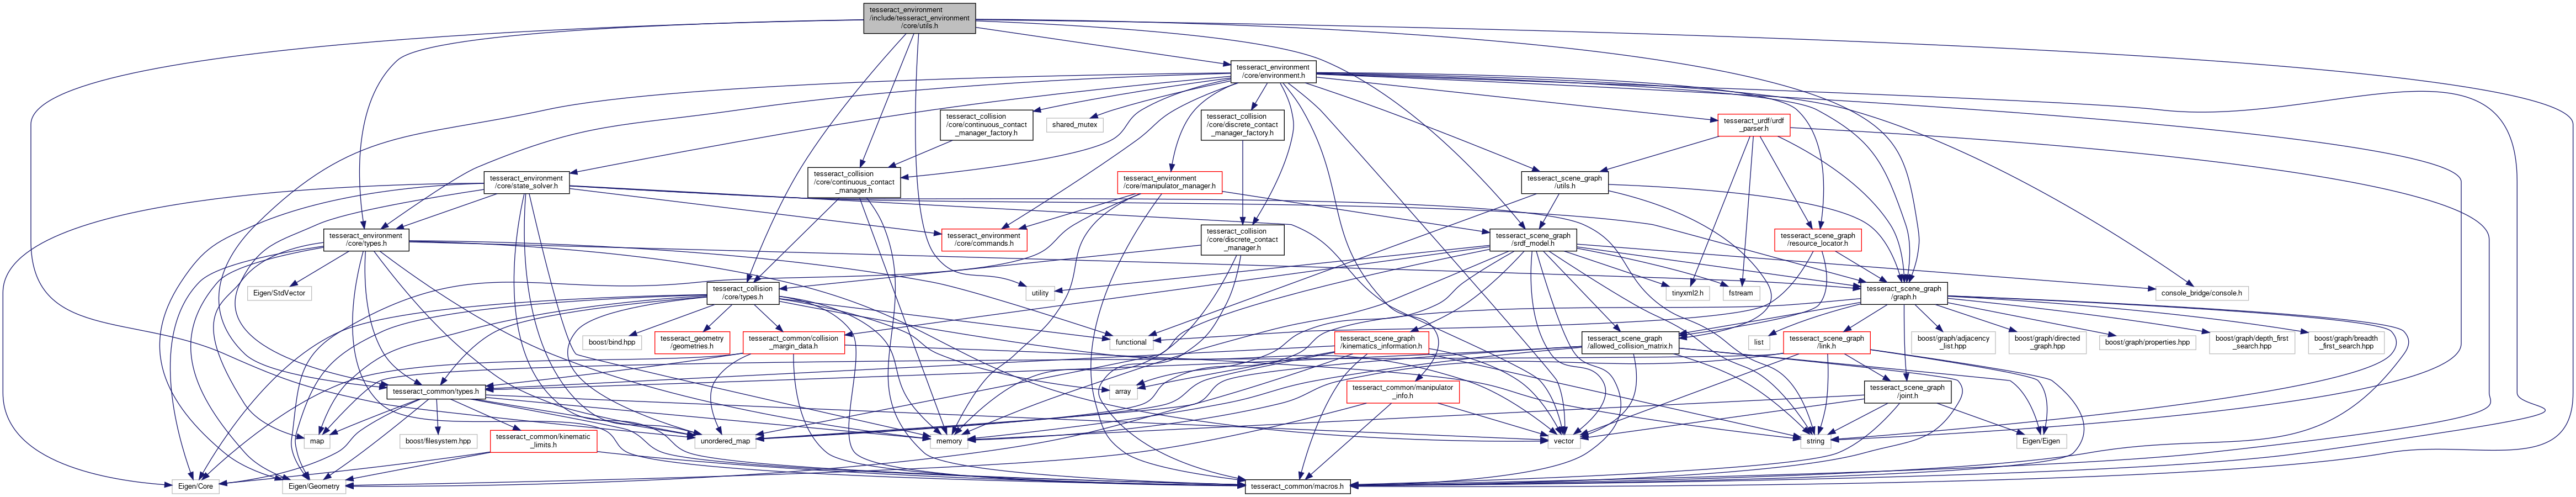 tesseract_environment
/include/tesseract_environment
/core/utils.h
tesseract_environment
/core/environment.h
tesseract_collision
/core/continuous_contact
_manager_factory.h
shared_mutex
tesseract_collision
/core/discrete_contact
_manager_factory.h
tesseract_urdf/urdf
_parser.h
tesseract_environment
/core/state_solver.h
tesseract_collision
/core/continuous_contact
_manager.h
tesseract_environment
/core/manipulator_manager.h
tesseract_scene_graph
/utils.h
tesseract_environment
/core/types.h
tesseract_environment
/core/commands.h
tesseract_collision
/core/discrete_contact
_manager.h
tesseract_scene_graph
/srdf_model.h
tesseract_scene_graph
/resource_locator.h
Eigen/StdVector
tesseract_collision
/core/types.h
utility
tinyxml2.h
fstream
tesseract_scene_graph
/graph.h
console_bridge/console.h
boost/bind.hpp
tesseract_geometry
/geometries.h
tesseract_common/collision
_margin_data.h
functional
tesseract_scene_graph
/kinematics_information.h
tesseract_scene_graph
/allowed_collision_matrix.h
list
tesseract_scene_graph
/link.h
boost/graph/adjacency
_list.hpp
boost/graph/directed
_graph.hpp
boost/graph/properties.hpp
boost/graph/depth_first
_search.hpp
boost/graph/breadth
_first_search.hpp
tesseract_common/types.h
array
tesseract_common/manipulator
_info.h
tesseract_scene_graph
/joint.h
map
boost/filesystem.hpp
tesseract_common/kinematic
_limits.h
unordered_map
memory
vector
string
Eigen/Eigen
Eigen/Core
Eigen/Geometry
tesseract_common/macros.h